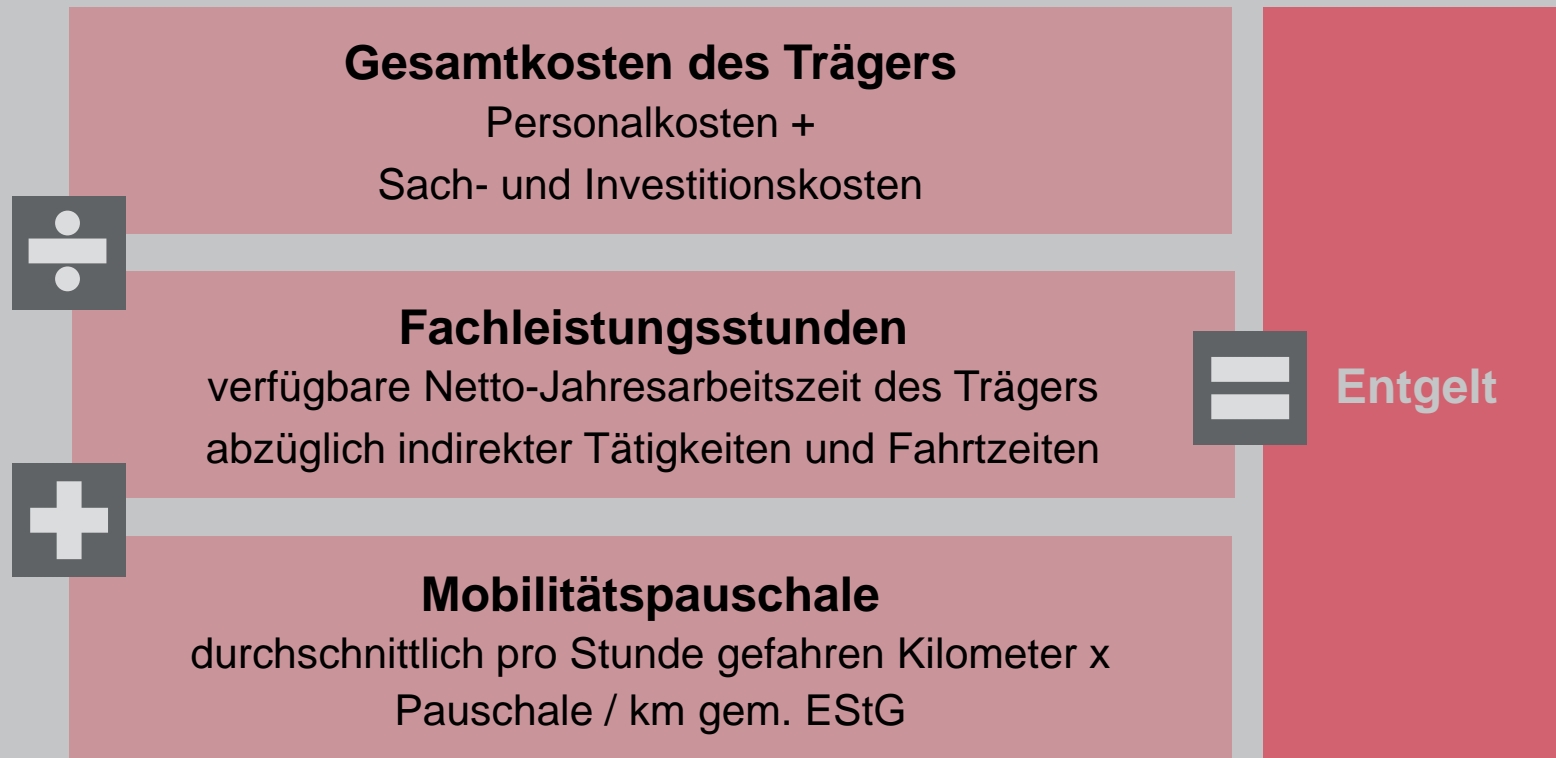 Gesamtkosten des Trägers
Personalkosten +
Sach- und Investitionskosten
Fachleistungsstunden
verfügbare Netto-Jahresarbeitszeit des Trägers
abzüglich indirekter Tätigkeiten und Fahrtzeiten
Mobilitätspauschale
durchschnittlich pro Stunde gefahren Kilometer x
Pauschale / km gem. EStG
Entgelt